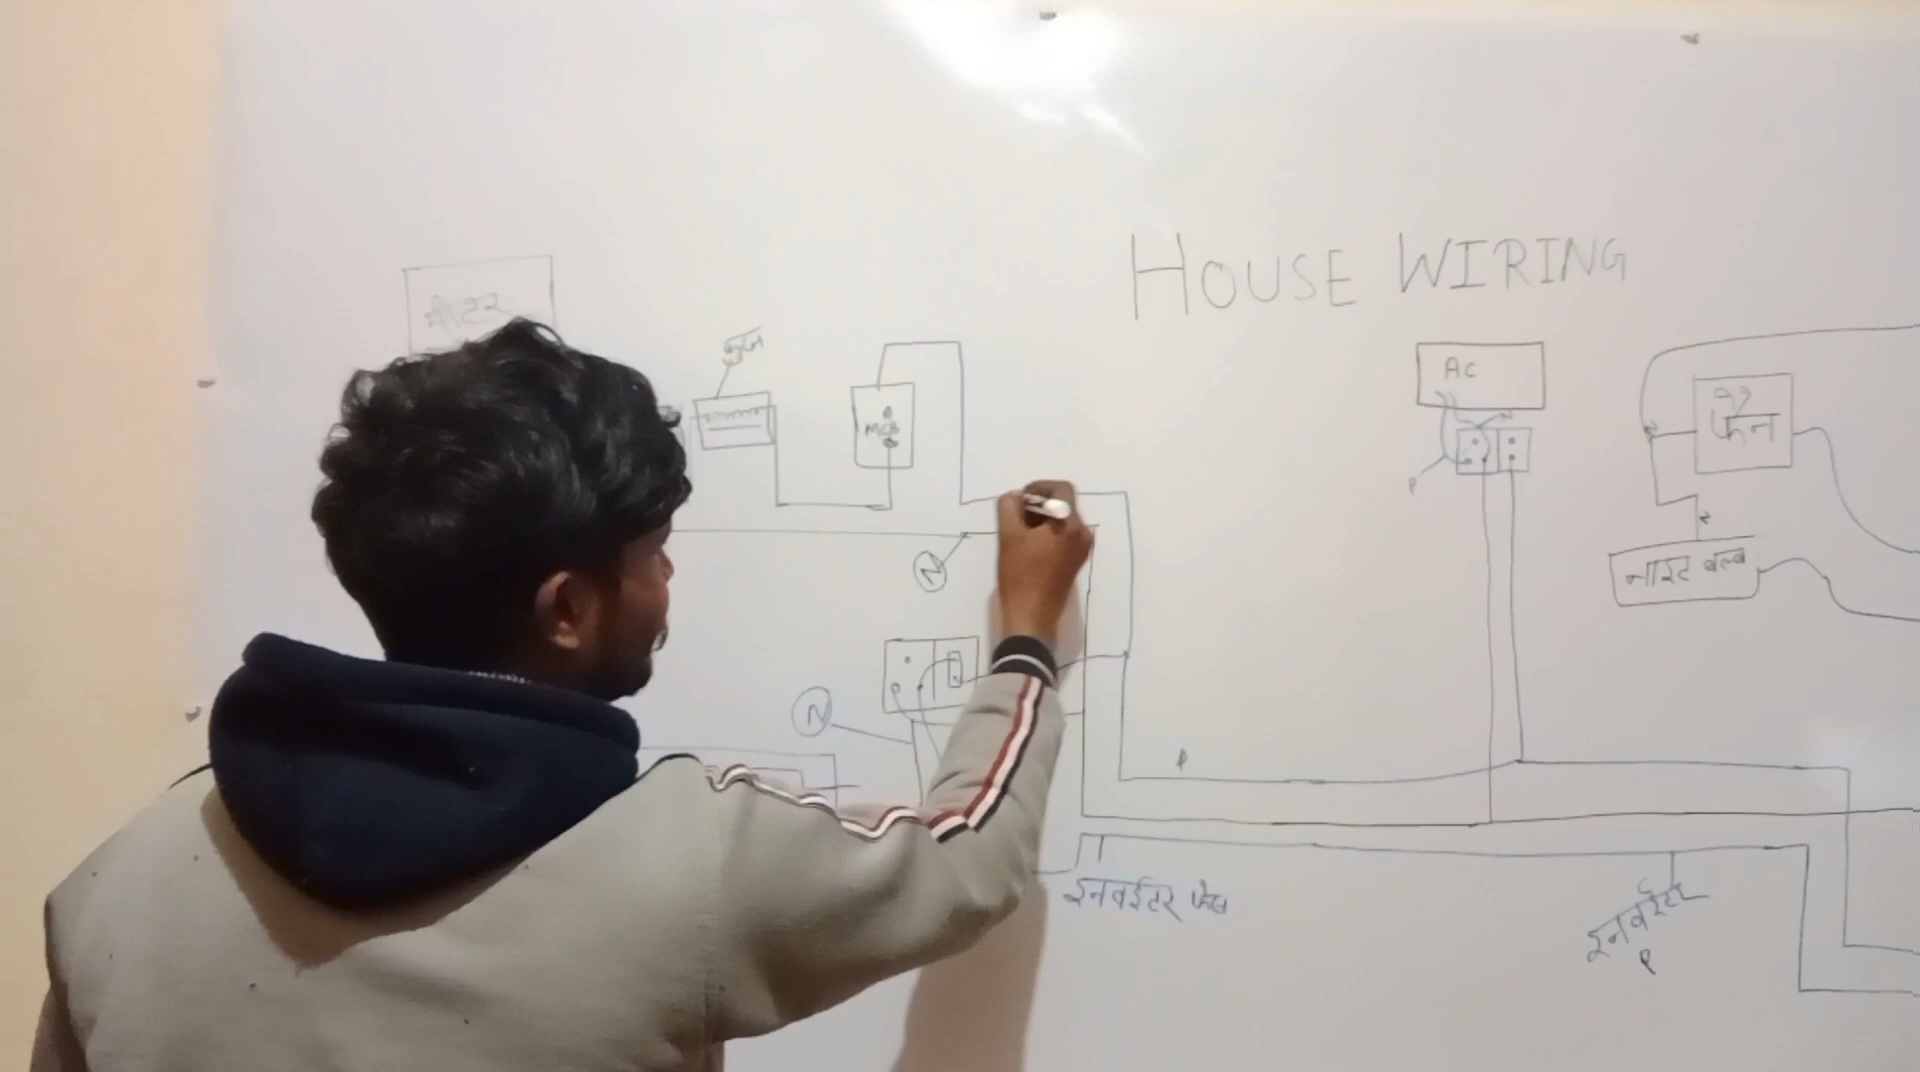 HOUSE WIRING
मीटर
फ्युज
MCB
AC
P
फेन
N
N
नाइट बल्ब
N
N
P
इनवर्टर फेस
इनवर्टर
P